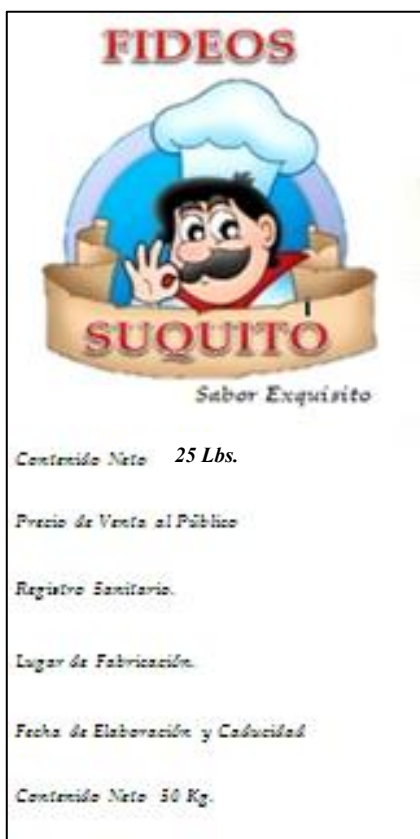 FIDEOS
SUQUITO
Sabor Exquisito
Contenido Neto 25 Lbs.
Precio de Venta al Público
Registro Sanitario.
Lugar de Fabricación.
Fecha de Elaboración y Caducidad
Contenido Neto 50 Kg.